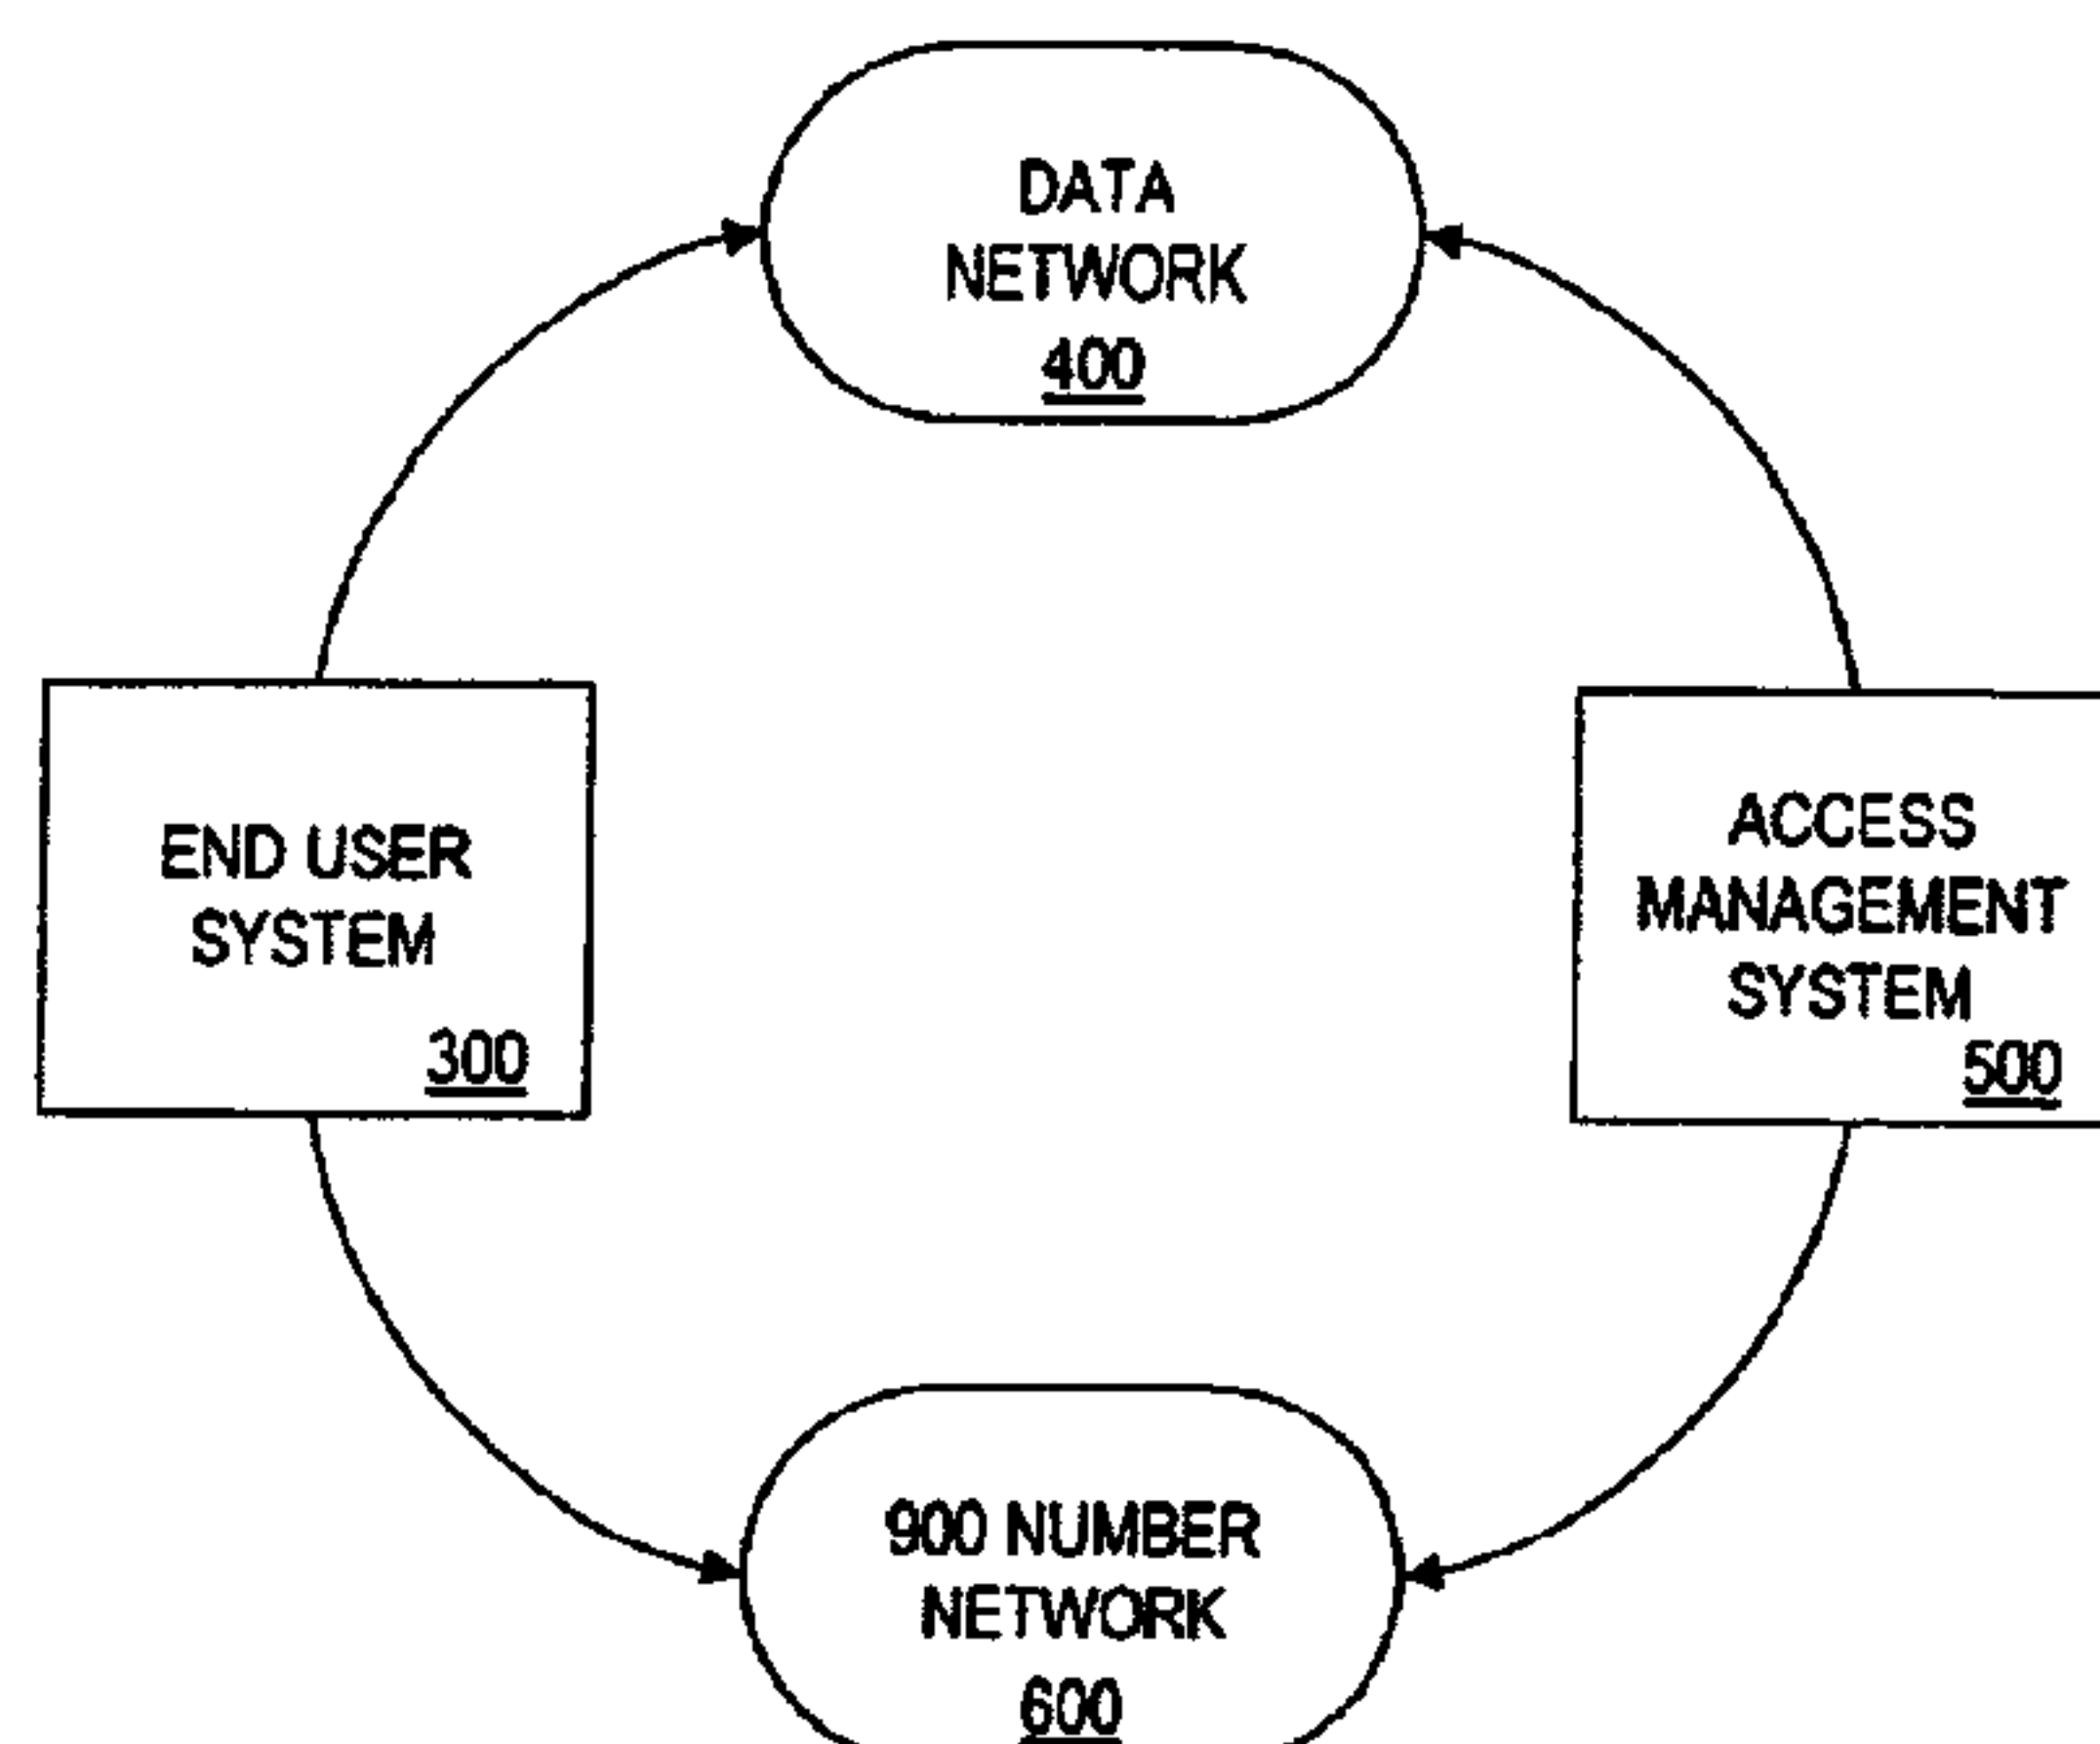 DATA
NETWORK
400
END USER
SYSTEM
300
ACCESS
MANAGEMENT
SYSTEM
500
900 NUMBER
NETWORK
600